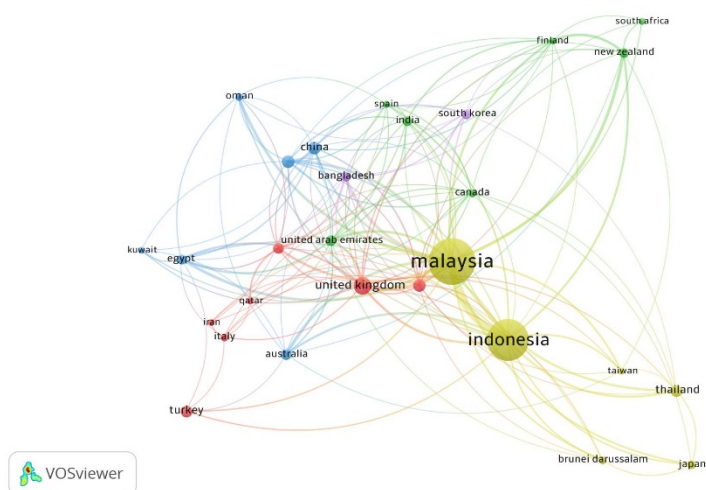 south africa
finland
new zealand
oman
spain
south korea
india
china
bangladesh
canada
united arab emirates
kuwait
egypt
malaysia
united kingdom
qatar
iran
italy
indonesia
australia
taiwan
thailand
turkey
brunei darussalam
japan
VOSviewer